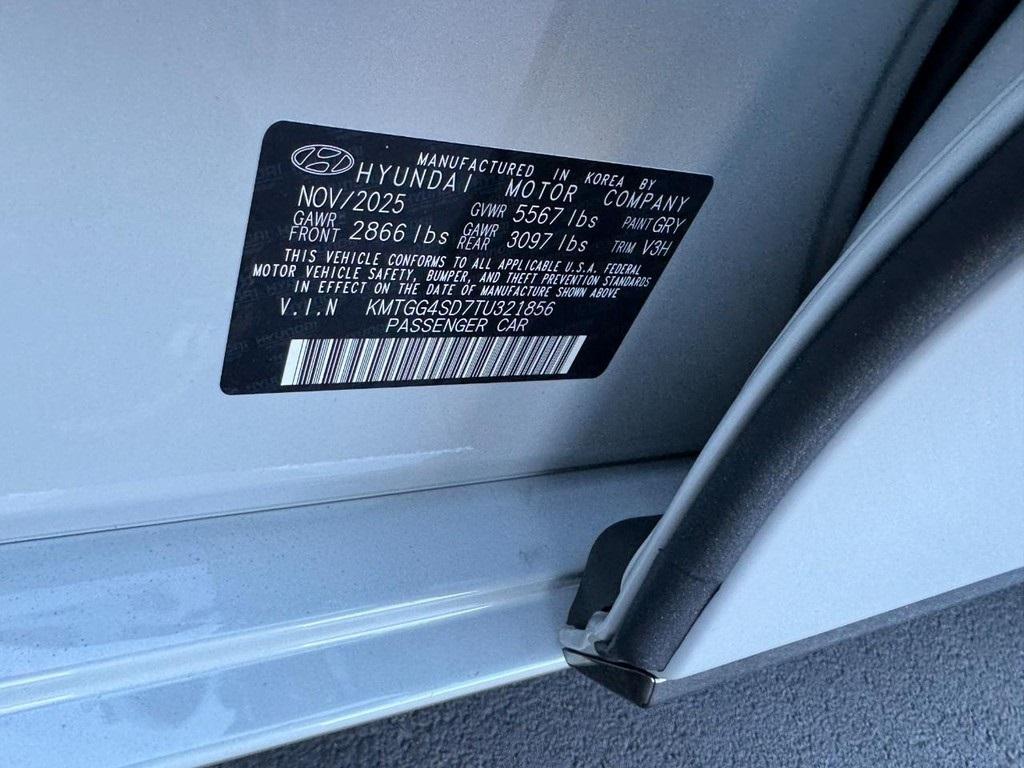 MANUFACTURED IN KOREA BY
HYUNDAI MOTOR COMPANY
NOV/2025 GVWR 5567 lbs PAINT GRY
GAWR FRONT 2866 lbs GAWR REAR 3097 lbs TRIM V3H
THIS VEHICLE CONFORMS TO ALL APPLICABLE U.S.A. FEDERAL
MOTOR VEHICLE SAFETY, BUMPER, AND THEFT PREVENTION STANDARDS
IN EFFECT ON THE DATE OF MANUFACTURE SHOWN ABOVE
V.I.N KMTGG4SD7TU321856
PASSENGER CAR